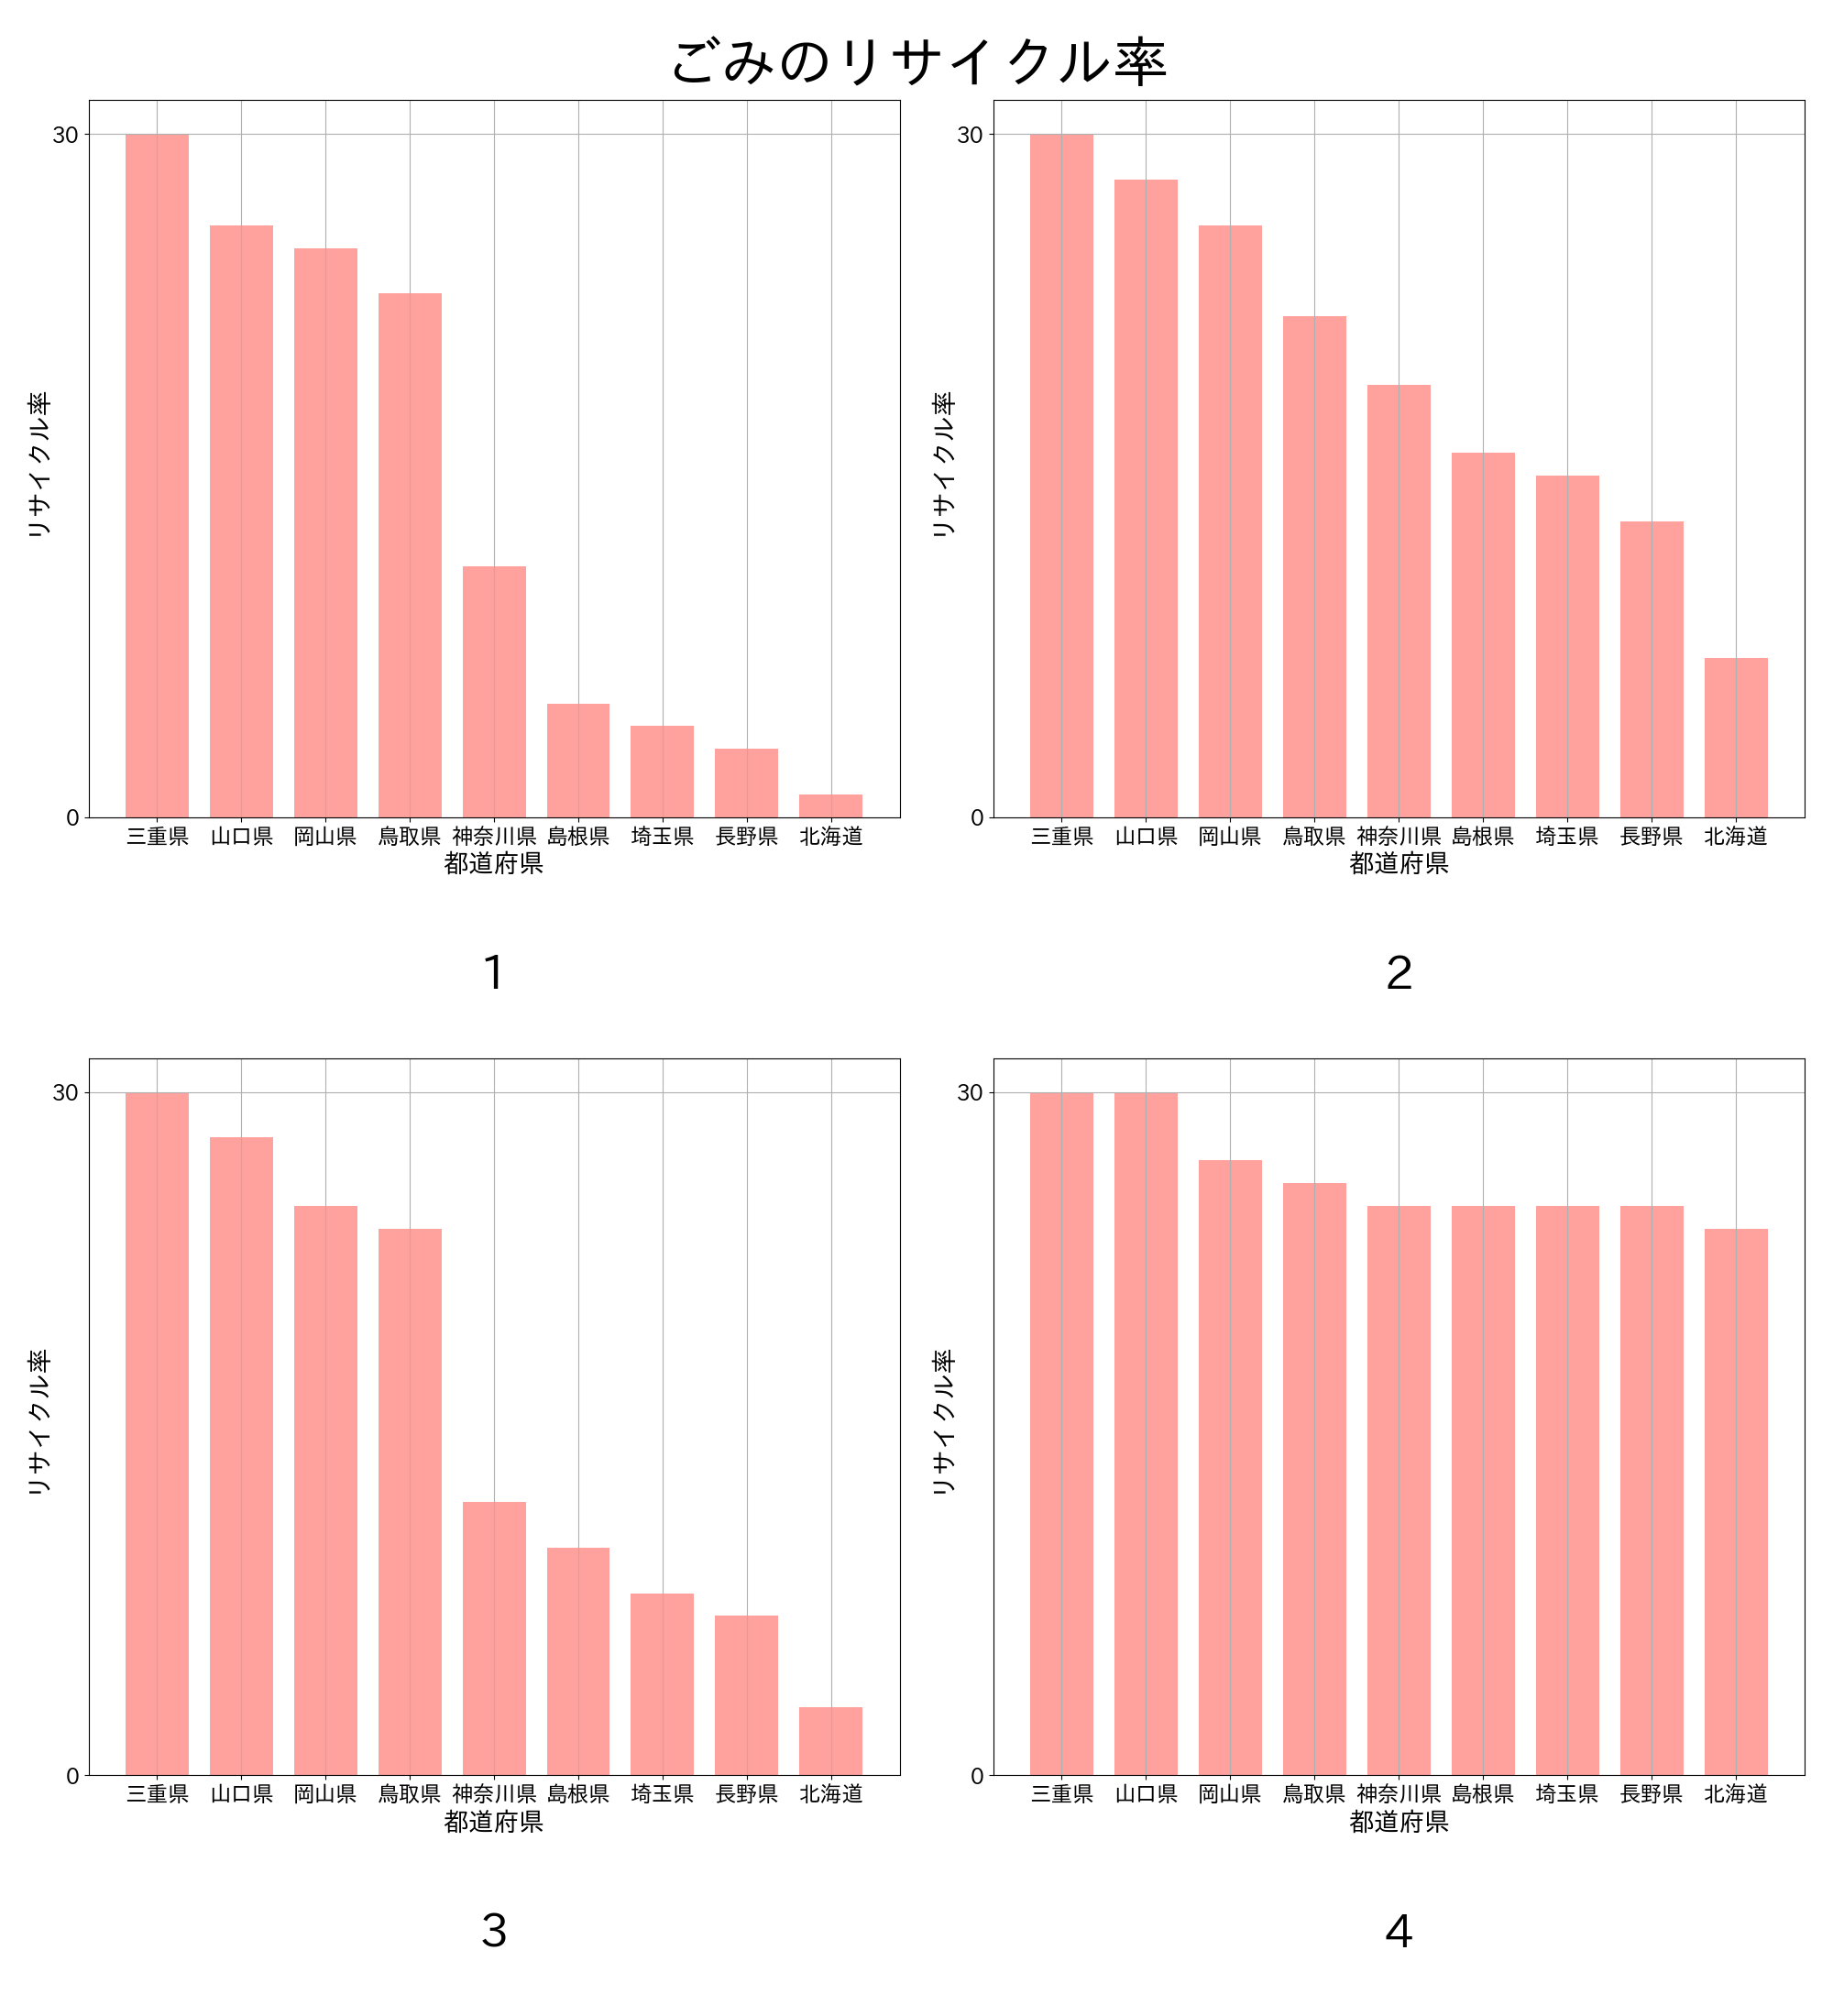 ごみのリサイクル率
30
0
リサイクル率
三重県 山口県 岡山県 鳥取県 神奈川県 島根県 埼玉県 長野県 北海道
都道府県
1
30
0
リサイクル率
三重県 山口県 岡山県 鳥取県 神奈川県 島根県 埼玉県 長野県 北海道
都道府県
2
30
0
リサイクル率
三重県 山口県 岡山県 鳥取県 神奈川県 島根県 埼玉県 長野県 北海道
都道府県
3
30
0
リサイクル率
三重県 山口県 岡山県 鳥取県 神奈川県 島根県 埼玉県 長野県 北海道
都道府県
4